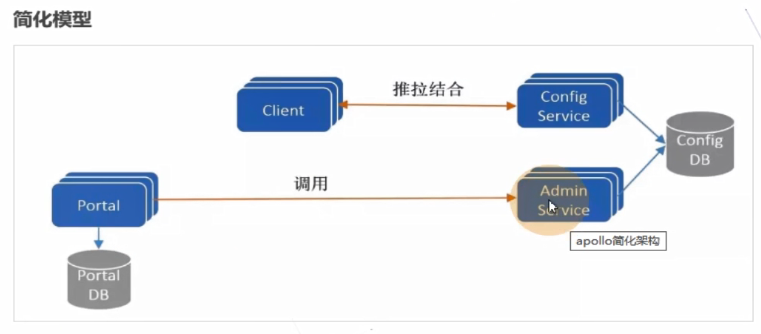 简化模型
Client
推拉结合
Config
Service
Config
DB
Portal
调用
Admin
Service
apollo简化架构
Portal
DB